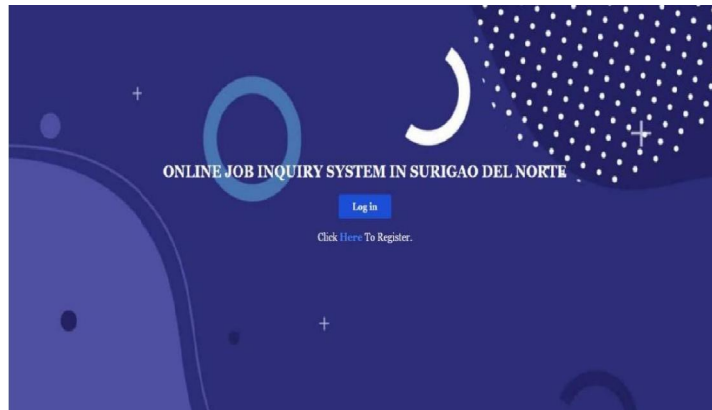 ONLINE JOB INQUIRY SYSTEM IN SURIGAO DEL NORTE
Log in
Click Here To Register.